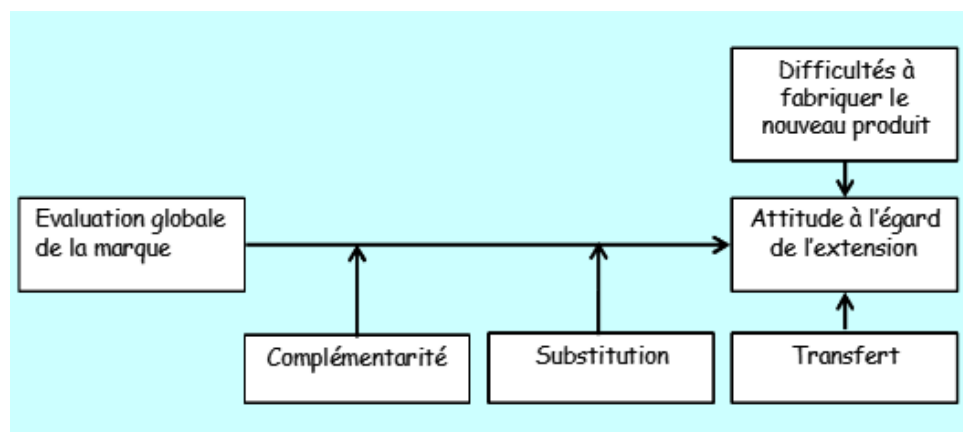 Difficultés à
fabriquer le
nouveau produit
Evaluation globale
de la marque
Attitude à l'égard
de l'extension
Complémentarité
Substitution
Transfert